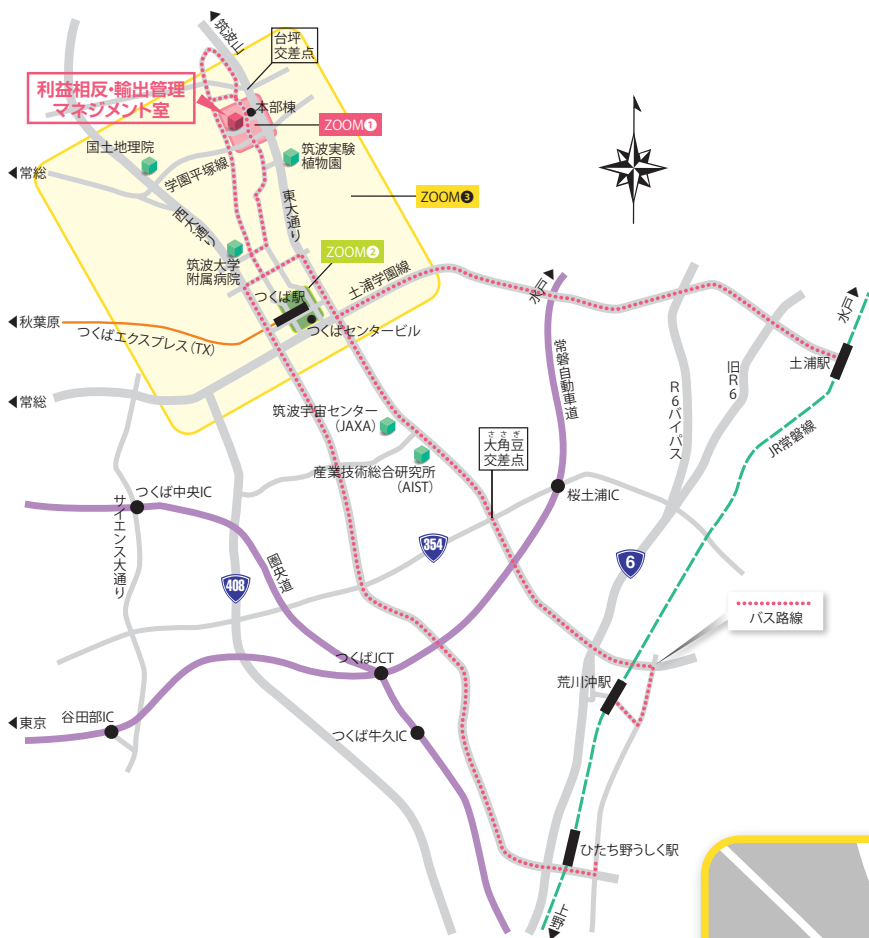 筑波山
台坪
交差点
利益相反・輸出管理
マネジメント室
本部棟
ZOOM❶
国土地理院
筑波実験
植物園
常総
学園平塚線
ZOOM❸
東大通り
西大通り
ZOOM❷
筑波大学
附属病院
土浦学園線
水戸
水戸
つくば駅
秋葉原
つくばエクスプレス(TX)
つくばセンタービル
土浦駅
常磐自動車道
旧R6
R6バイパス
常総
筑波宇宙センター
(JAXA)
JR常磐線
ささぎ
大角豆
交差点
産業技術総合研究所
(AIST)
つくば中央IC
桜土浦IC
サイエンス大通り
354
圏央道
6
408
バス路線
つくばJCT
荒川沖駅
東京
谷田部IC
つくば牛久IC
ひたち野うしく駅
上野